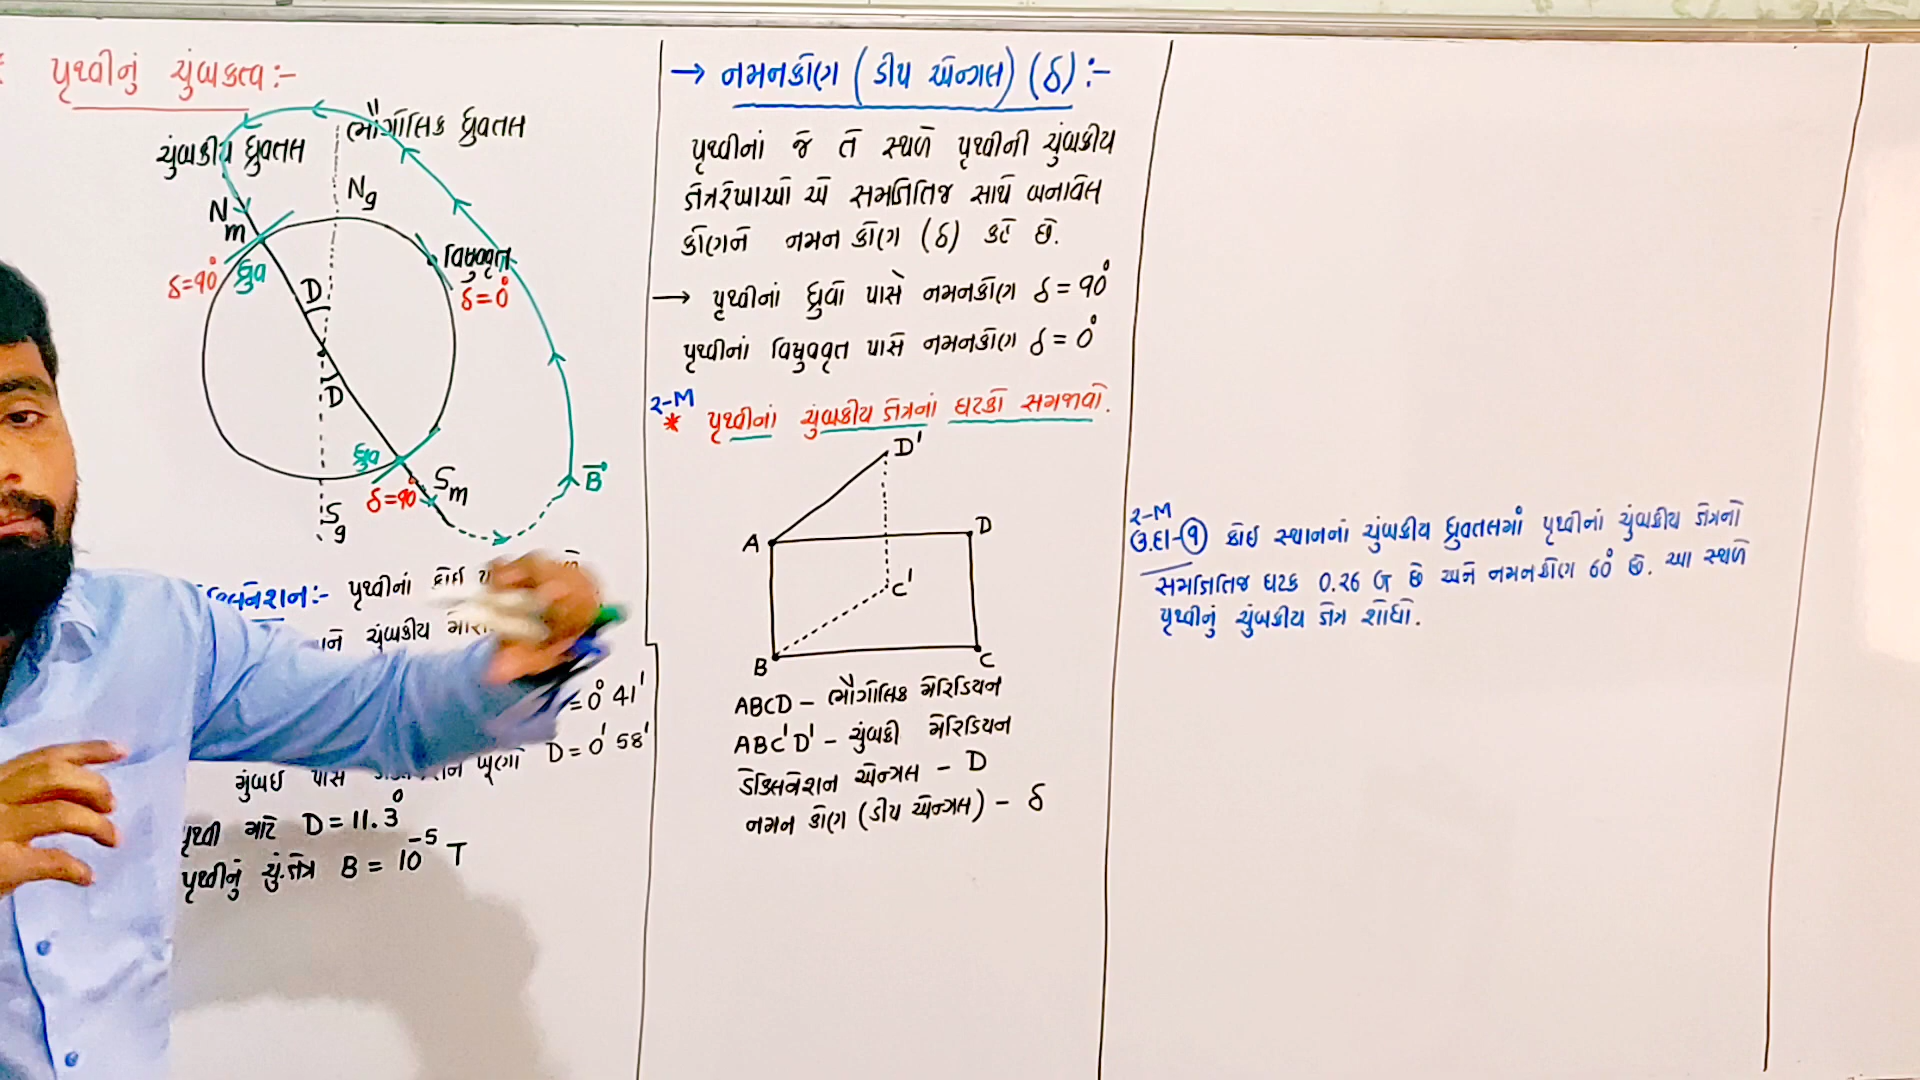 પૃથ્વીનું ચુંબકત્વ :-
ભૌગોલિક ધ્રુવતલ
ચુંબકીય ધ્રુવતલ
Ng
Nm
વિષુવવૃત
δ=90° ધ્રુવ
D
δ=0°
D
ધ્રુવ
Sm
B
δ=90°
Sg
પૃથ્વીનાં કોઈ
ચુંબકીય
=0° 41'
મુંબઈ પાસે D = 0' 58'
પૃથ્વી માટે D = 11.3°
પૃથ્વીનું ચું.ક્ષેત્ર B = 10⁻⁵ T
→ નમનકોણ (ડીપ એન્ગલ) (δ) :-
પૃથ્વીનાં જે તે સ્થળે પૃથ્વીની ચુંબકીય
ક્ષેત્રરેખાઓ એ સમક્ષિતિજ સાથે બનાવેલ
કોણને નમન કોણ (δ) કહે છે.
→ પૃથ્વીનાં ધ્રુવો પાસે નમનકોણ δ = 90°
પૃથ્વીનાં વિષુવવૃત પાસે નમનકોણ δ = 0°
2-M
* પૃથ્વીનાં ચુંબકીય ક્ષેત્રનાં ઘટકો સમજાવો.
D'
A D
C'
B C
ABCD - ભૌગોલિક મેરિડિયન
ABC'D' - ચુંબકી મેરિડિયન
ડેક્લિનેશન એન્ગલ - D
નમન કોણ (ડીપ એન્ગલ) - δ
2-M
ઉ.દા-(૧) કોઈ સ્થાનનાં ચુંબકીય ધ્રુવતલમાં પૃથ્વીનાં ચુંબકીય ક્ષેત્રનો
સમક્ષિતિજ ઘટક 0.26 G છે અને નમનકોણ 60° છે. આ સ્થળે
પૃથ્વીનું ચુંબકીય ક્ષેત્ર શોધો.